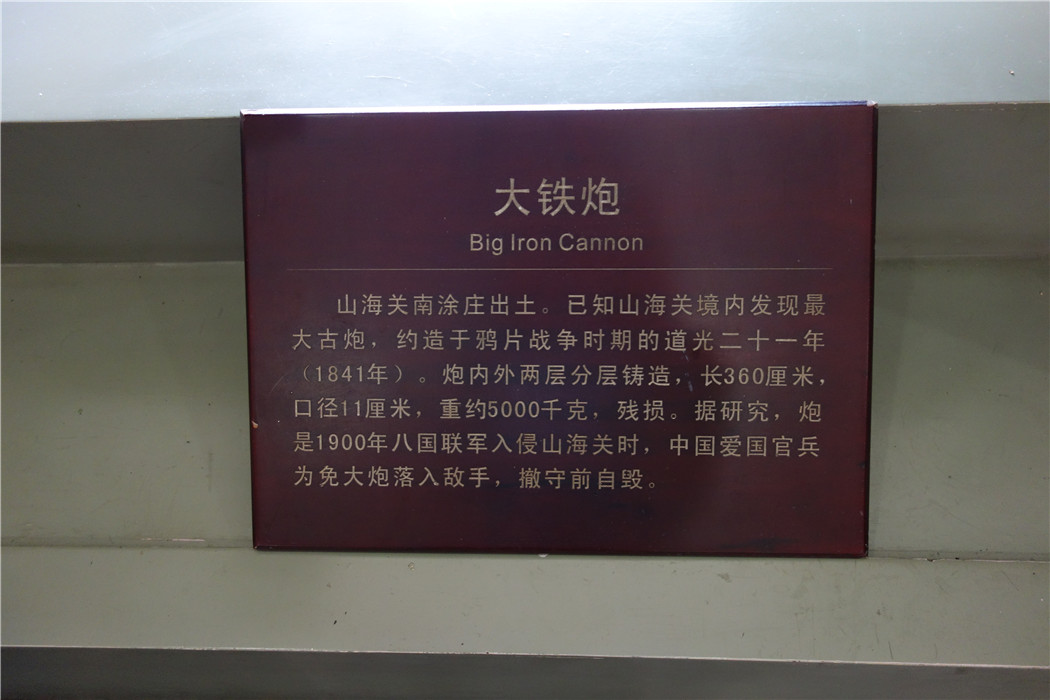 大铁炮
Big Iron Cannon
山海关南涂庄出土。已知山海关境内发现最
大古炮，约造于鸦片战争时期的道光二十一年
（1841年）。炮内外两层分层铸造，长360厘米，
口径11厘米，重约5000千克，残损。据研究，炮
是1900年八国联军入侵山海关时，中国爱国官兵
为免大炮落入敌手，撤守前自毁。